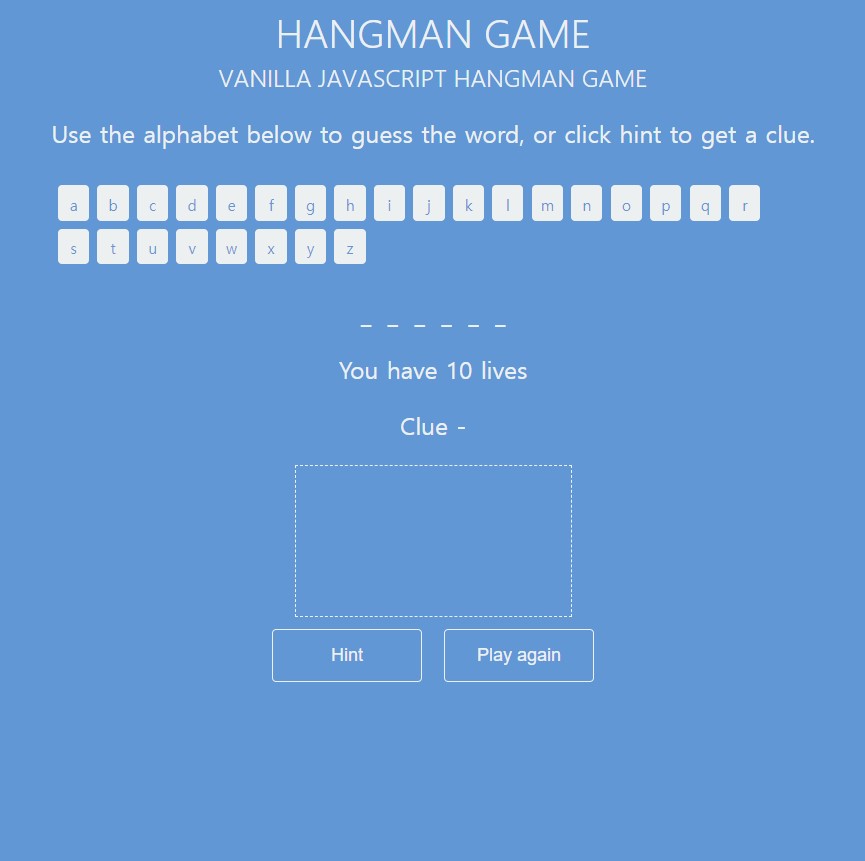 HANGMAN GAME
VANILLA JAVASCRIPT HANGMAN GAME
Use the alphabet below to guess the word, or click hint to get a clue.
a b c d e f g h i j k l m n o p q r
s t u v w x y z
_ _ _ _ _ _
You have 10 lives
Clue -
Hint Play again